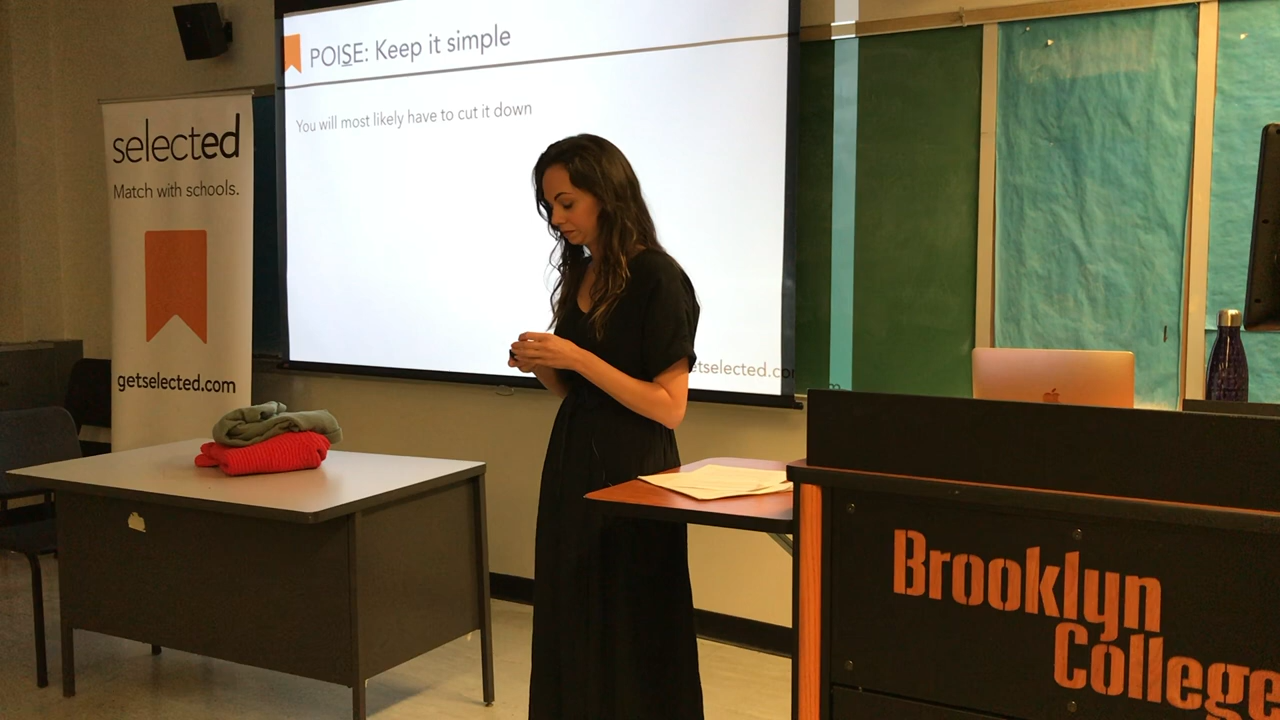 selected
Match with schools.
getselected.com
POISE: Keep it simple
You will most likely have to cut it down
etselected.com
Brooklyn
College